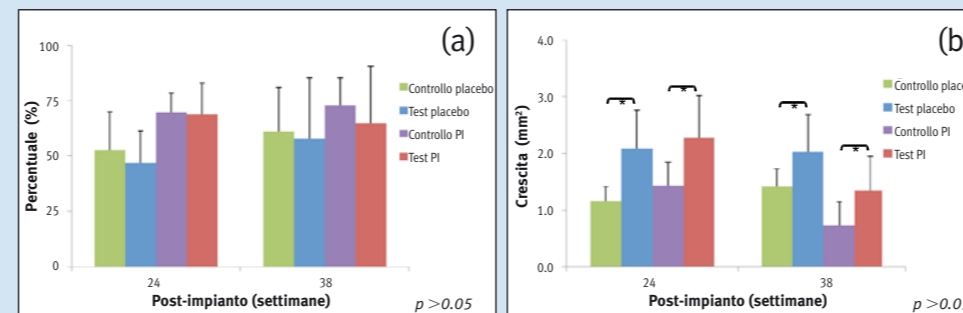 (a)
100
75
50
25
0
Percentuale (%)
24
38
Post-impianto (settimane)
Controllo placebo
Test placebo
Controllo PI
Test PI
p >0.05
(b
4.0
3.0
2.0
1.0
0.0
Crescita (mm²)
* * * *
24
38
Post-impianto (settimane)
Controllo place
Test placebo
Controllo PI
Test PI
p >0.0